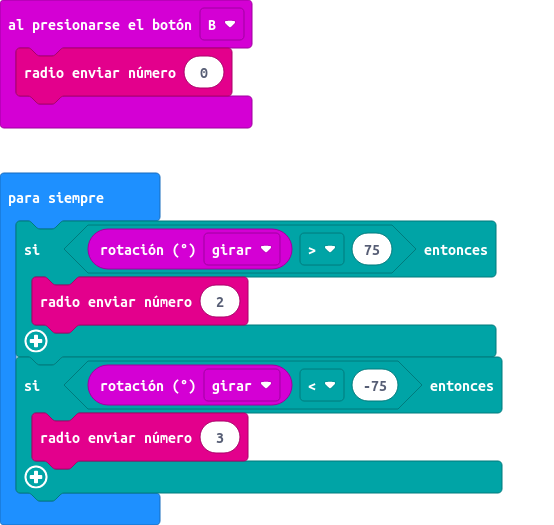 al presionarse el botón B
radio enviar número 0
para siempre
si rotación (°) girar > 75 entonces
radio enviar número 2
si rotación (°) girar < -75 entonces
radio enviar número 3